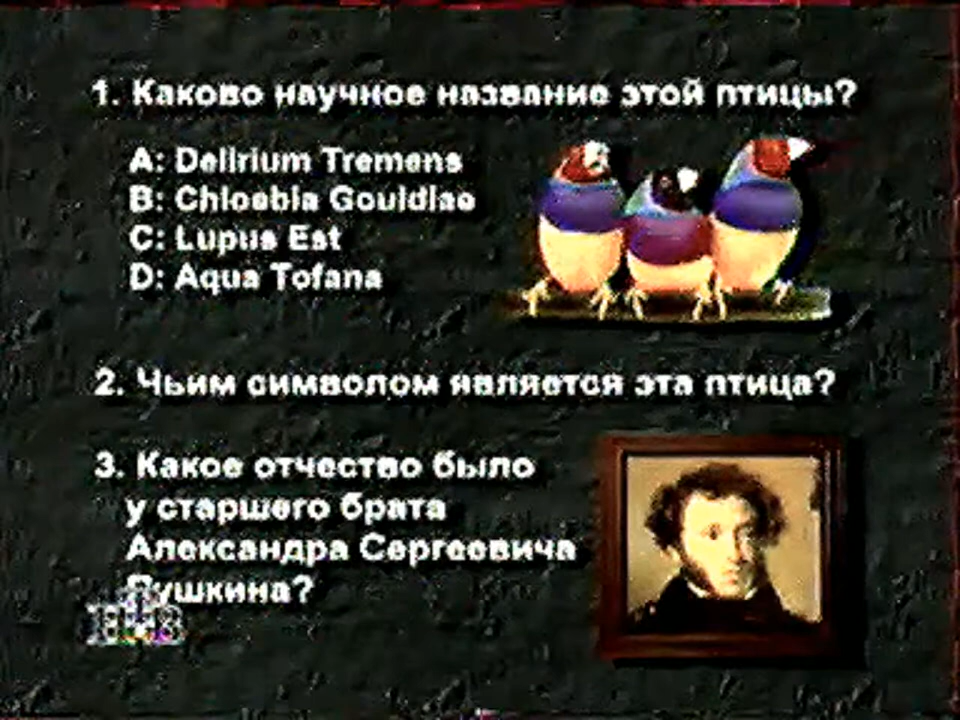 1. Каково научное название этой птицы?
A: Delirium Tremens
B: Chloebia Gouldiae
C: Lupus Est
D: Aqua Tofana
2. Чьим символом является эта птица?
3. Какое отчество было
у старшего брата
Александра Сергеевича
Пушкина?